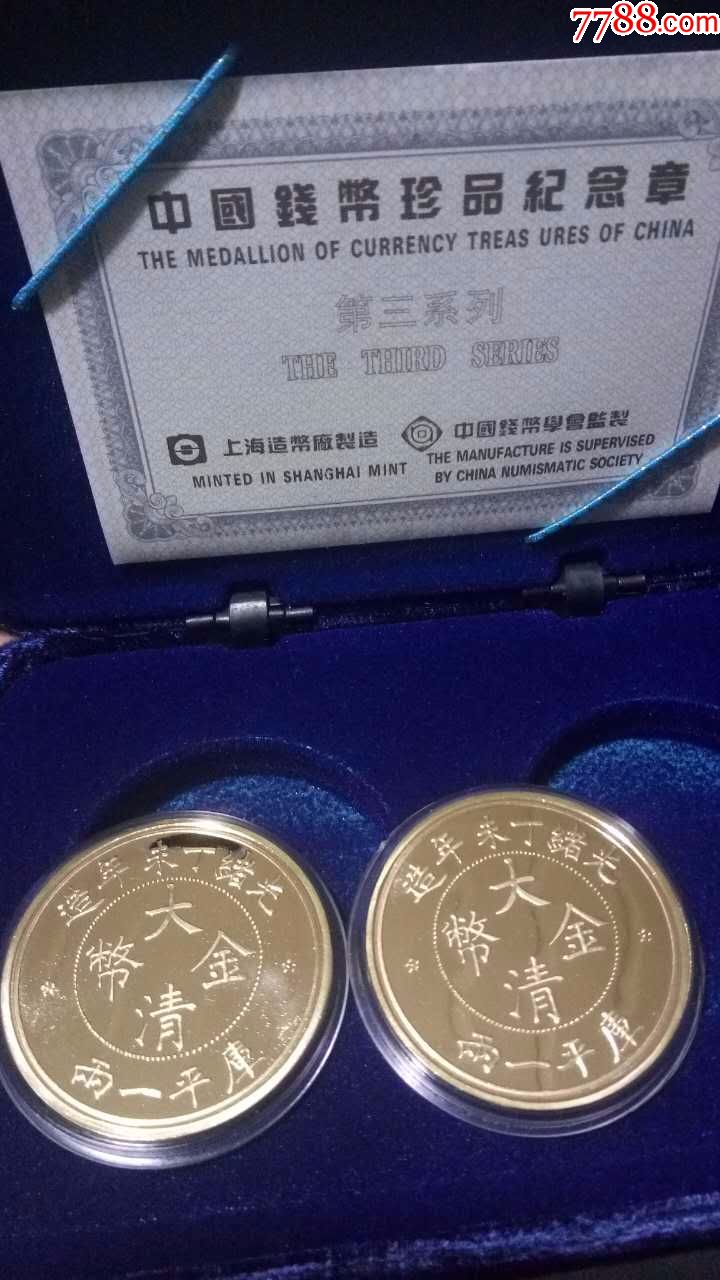 7788.com
中國錢幣珍品紀念章
THE MEDALLION OF CURRENCY TREAS URES OF CHINA
第三系列
THE THIRD SERIES
上海造幣廠製造
MINTED IN SHANGHAI MINT
中國錢幣學會監製
THE MANUFACTURE IS SUPERVISED
BY CHINA NUMISMATIC SOCIETY
造年未丁緒光
大清金幣
兩一平庫
造年未丁緒光
大清金幣
兩一平庫